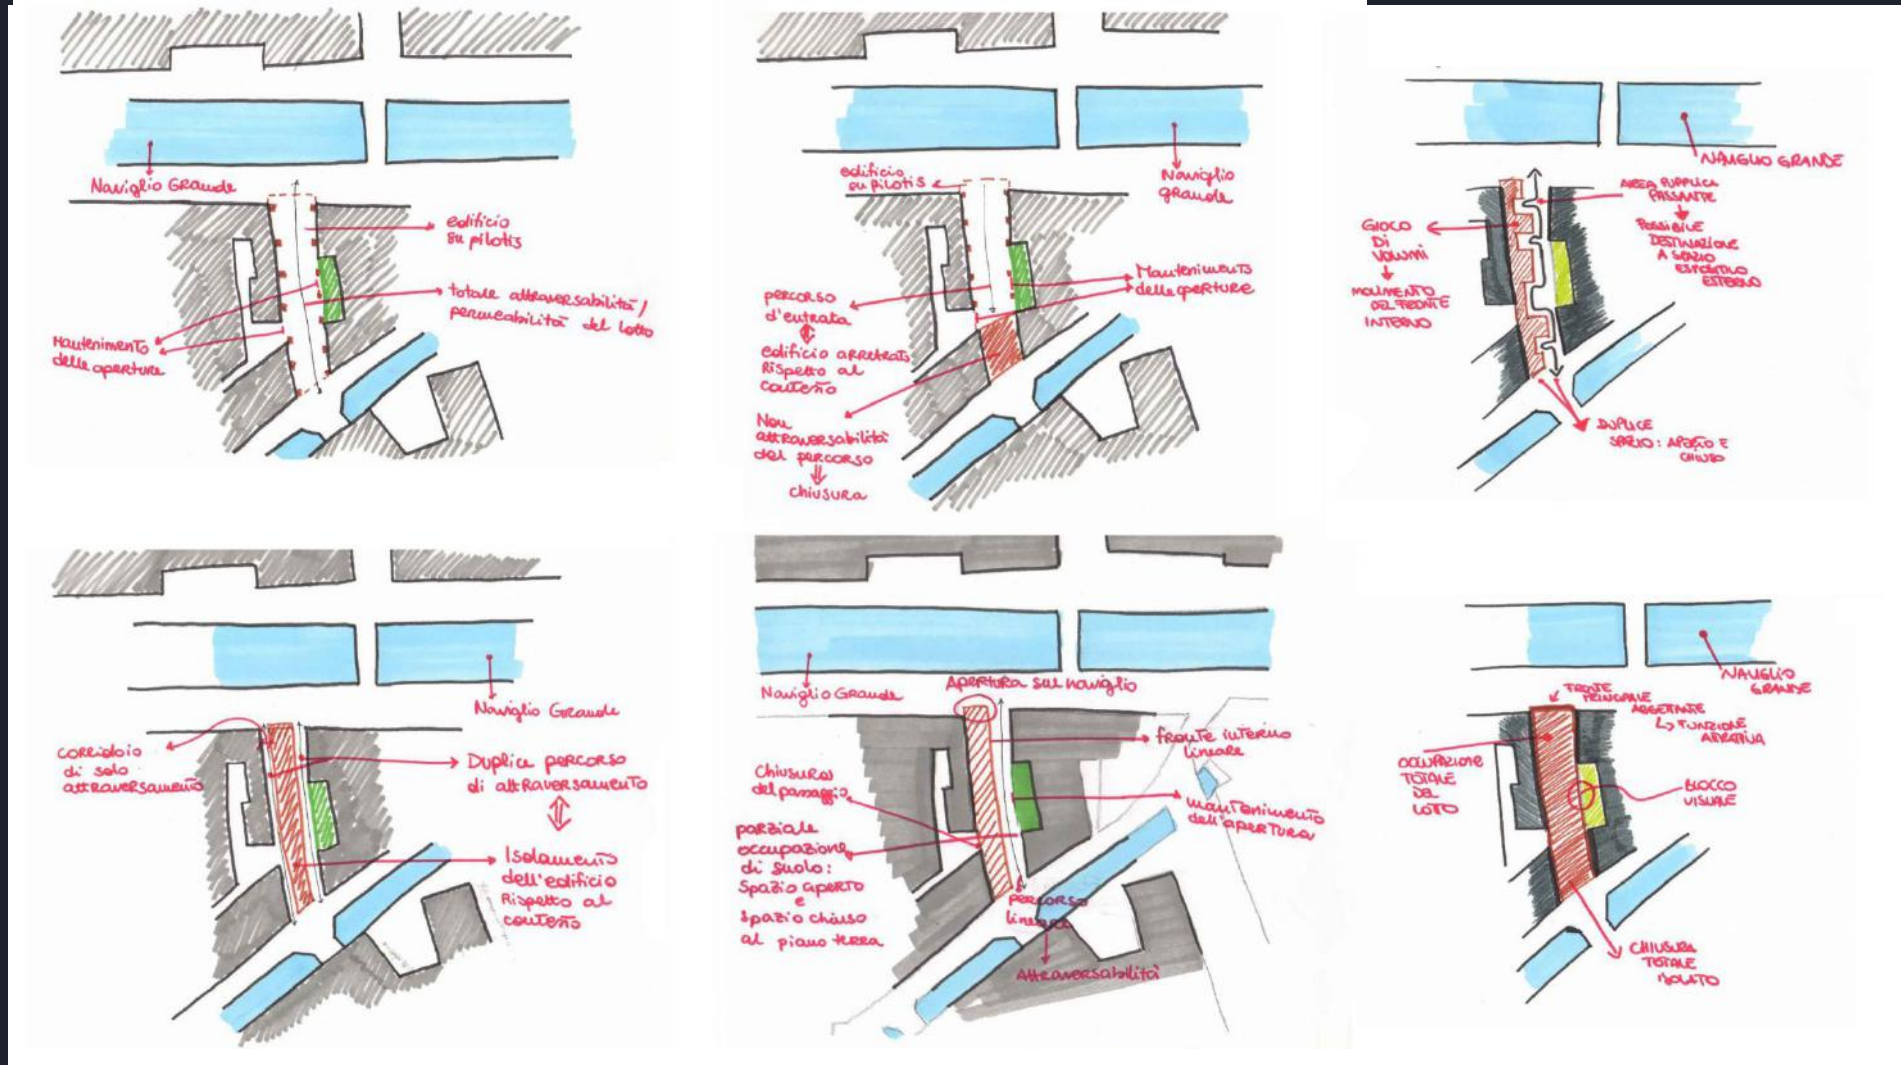 Naviglio Grande
edificio
su pilotis
totale attraversabilità/
permeabilità del lotto
Mantenimento
delle aperture
edificio
su pilotis
Naviglio
grande
Mantenimento
delle aperture
percorso
d'entrata
edificio arretrato
rispetto al
contesto
Non
attraversabilità
del percorso
chiusura
NAVIGLIO GRANDE
AREA PUBBLICA
PASSANTE
POSSIBILE
DESTINAZIONE
A SPAZIO
ESPOSITIVO
ESTERNO
GIOCO
DI
VOLUMI
MOVIMENTO
DEL FRONTE
INTERNO
DUPLICE
SPAZIO: APERTO E
CHIUSO
Naviglio Grande
corridoio
di solo
attraversamento
Duplice percorso
di attraversamento
Isolamento
dell'edificio
Rispetto al
contesto
Naviglio Grande
Apertura sul naviglio
fronte interno
lineare
Chiusura
del passaggio
mantenimento
dell'apertura
parziale
occupazione
di suolo:
spazio aperto
e
spazio chiuso
al piano terra
percorso
lineare
Attraversabilità
NAVIGLIO
GRANDE
FRONTE
PRINCIPALE
AGGETTANTE
FUNZIONE
ATTRATTIVA
OCCUPAZIONE
TOTALE
DEL
LOTTO
BLOCCO
VISUALE
CHIUSURA
TOTALE
ISOLATO